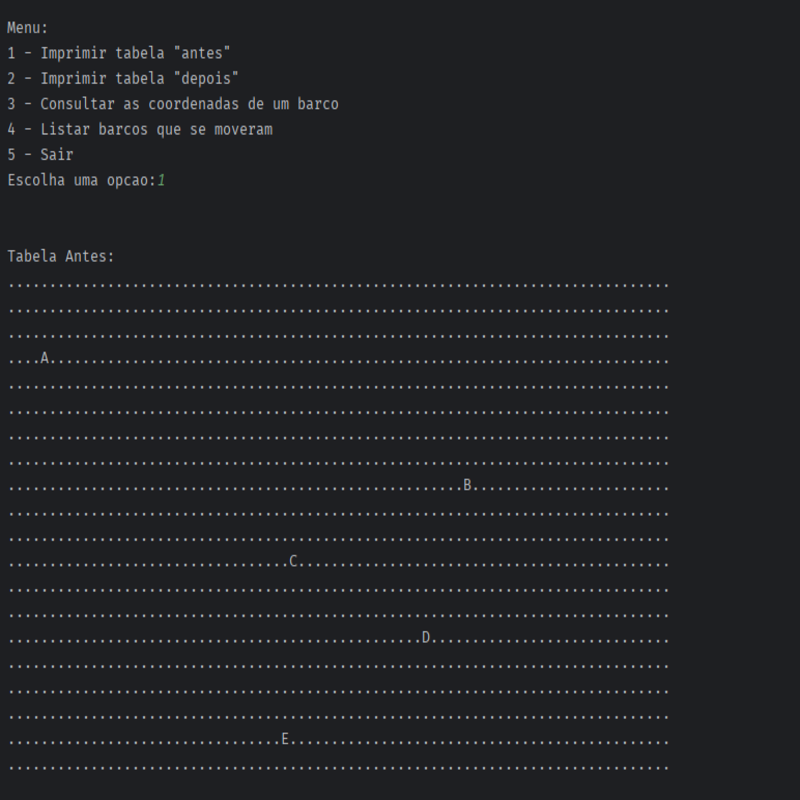 Menu:
1 - Imprimir tabela "antes"
2 - Imprimir tabela "depois"
3 - Consultar as coordenadas de um barco
4 - Listar barcos que se moveram
5 - Sair
Escolha uma opcao:1
Tabela Antes:
................................................................................
................................................................................
................................................................................
....A...........................................................................
................................................................................
................................................................................
................................................................................
................................................................................
.......................................................B........................
................................................................................
................................................................................
..................................C.............................................
................................................................................
................................................................................
..................................................D.............................
................................................................................
................................................................................
................................................................................
.................................E..............................................
................................................................................